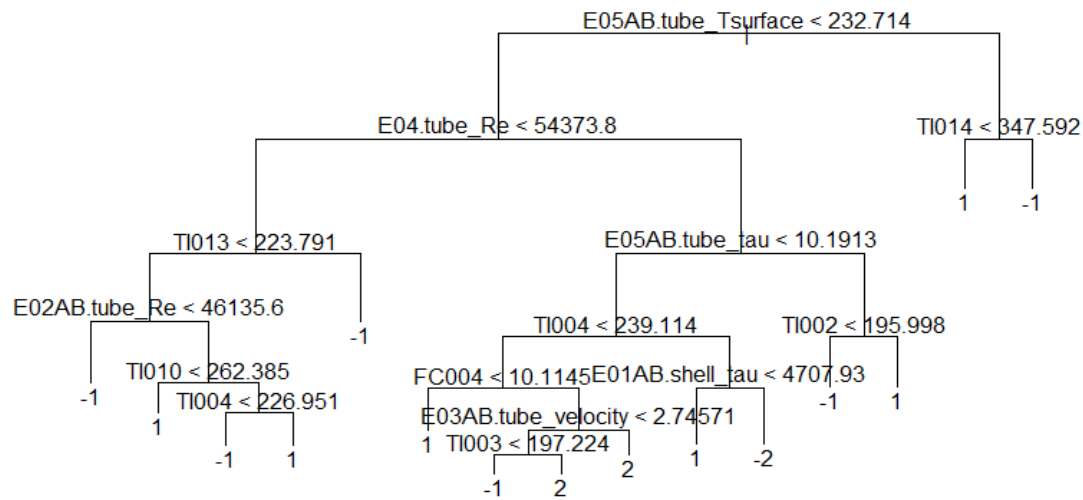 E05AB.tube_Tsurface < 232.714
E04.tube_Re < 54373.8
TI014 < 347.592
1
-1
TI013 < 223.791
E05AB.tube_tau < 10.1913
E02AB.tube_Re < 46135.6
-1
TI004 < 239.114
TI002 < 195.998
-1
TI010 < 262.385
FC004 < 10.1145
E01AB.shell_tau < 4707.93
-1
1
1
TI004 < 226.951
1
E03AB.tube_velocity < 2.74571
1
-2
-1
1
TI003 < 197.224
2
-1
2